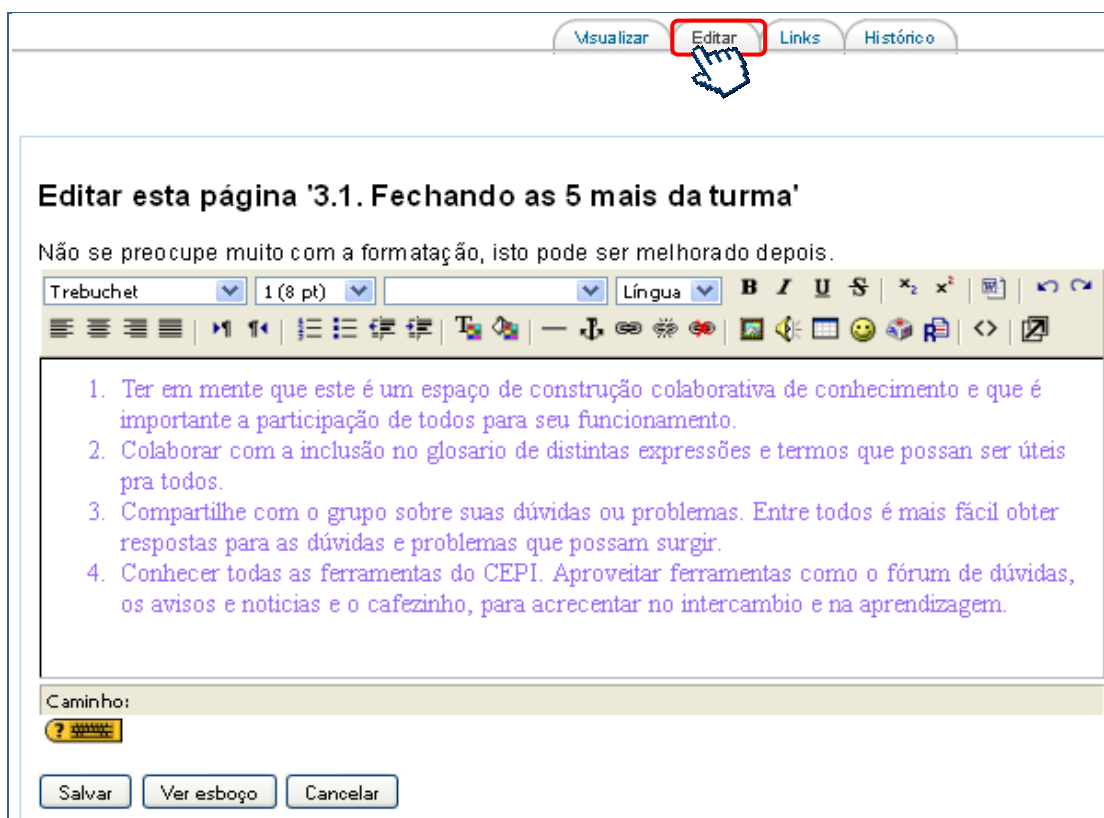 Visualizar Editar Links Histórico
Editar esta página '3.1. Fechando as 5 mais da turma'
Não se preocupe muito com a formatação, isto pode ser melhorado depois.
Trebuchet 1 (8 pt) Língua B I U S x₂ x²
1. Ter em mente que este é um espaço de construção colaborativa de conhecimento e que é
importante a participação de todos para seu funcionamento.
2. Colaborar com a inclusão no glosario de distintas expressões e termos que possan ser úteis
pra todos.
3. Compartilhe com o grupo sobre suas dúvidas ou problemas. Entre todos é mais fácil obter
respostas para as dúvidas e problemas que possam surgir.
4. Conhecer todas as ferramentas do CEPI. Aproveitar ferramentas como o fórum de dúvidas,
os avisos e noticias e o cafezinho, para acrecentar no intercambio e na aprendizagem.
Caminho:
?
Salvar Ver esboço Cancelar